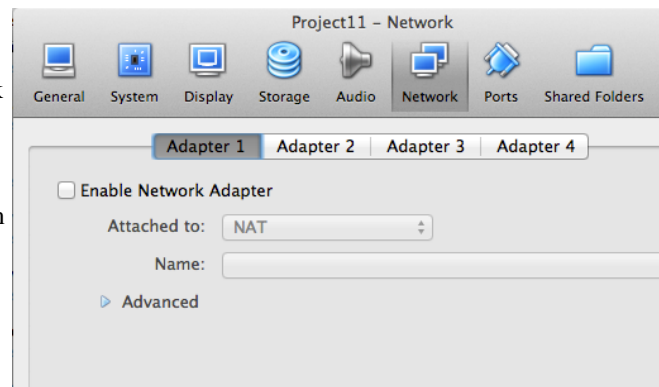 Project11 – Network
General System Display Storage Audio Network Ports Shared Folders
Adapter 1 Adapter 2 Adapter 3 Adapter 4
Enable Network Adapter
Attached to: NAT
Name:
Advanced